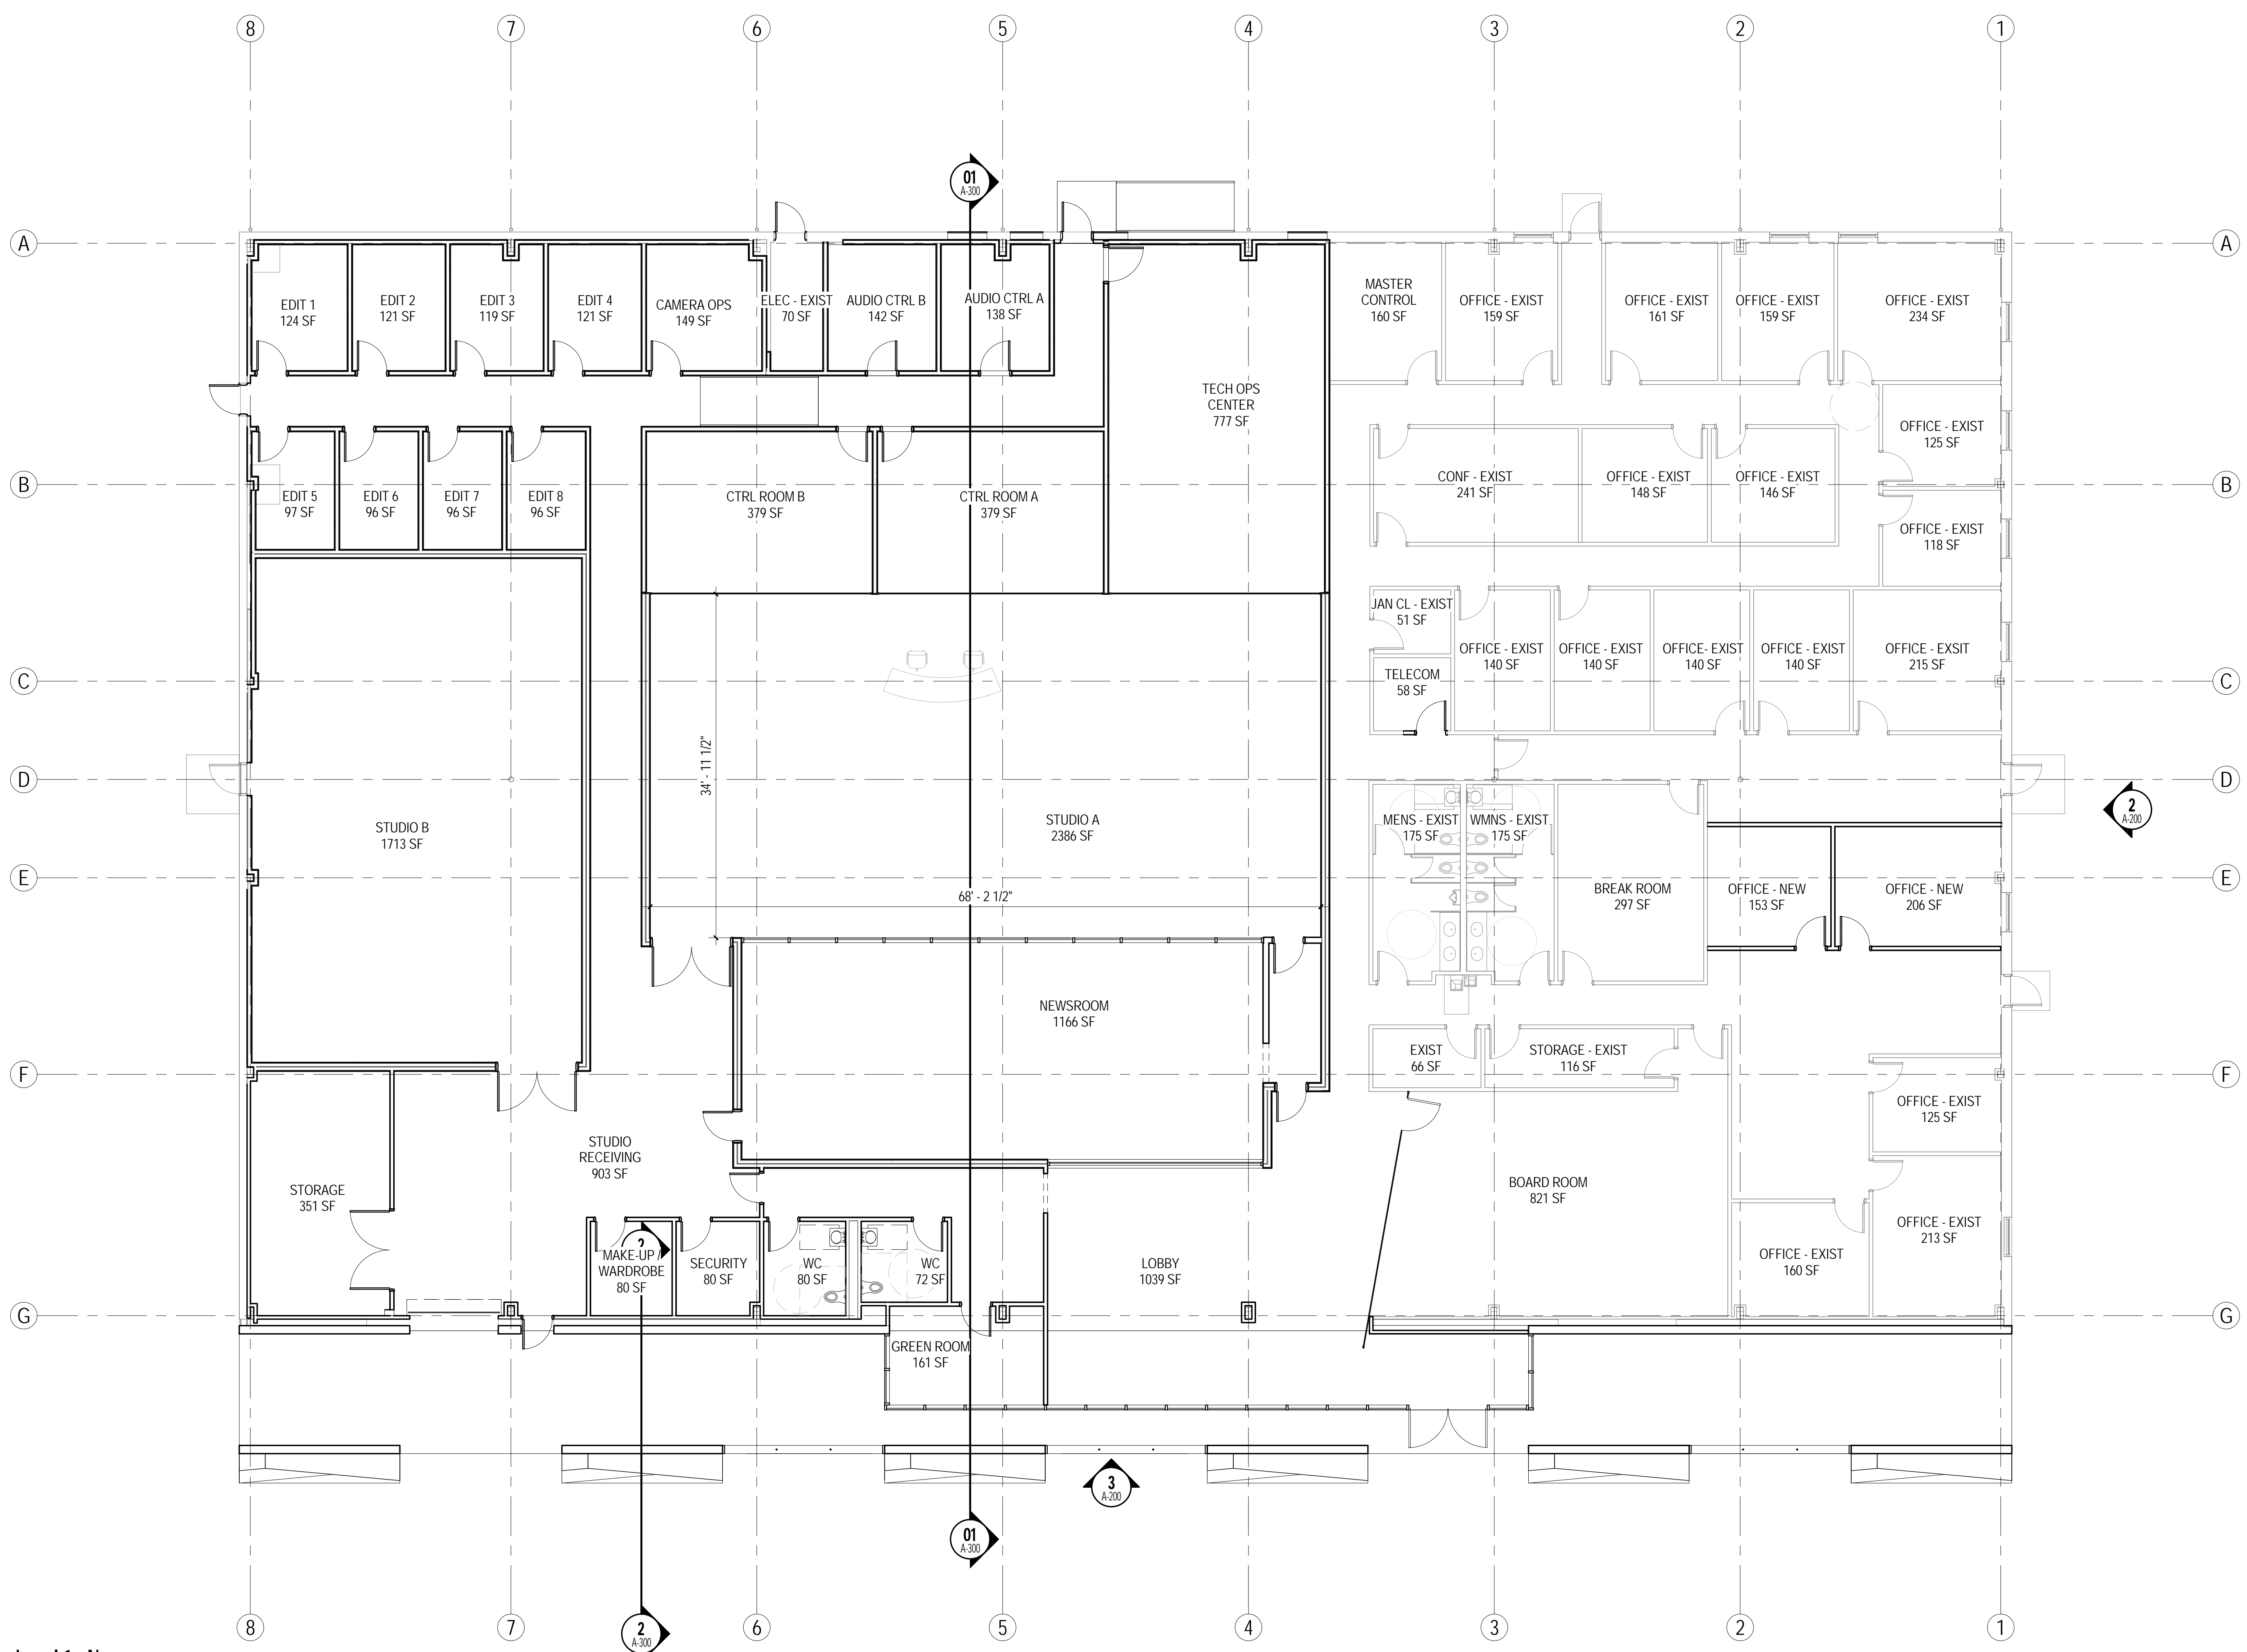 8
7
6
5
4
3
2
1
01
A-300
A
A
EDIT 1
124 SF
EDIT 2
121 SF
EDIT 3
119 SF
EDIT 4
121 SF
CAMERA OPS
149 SF
ELEC - EXIST
70 SF
AUDIO CTRL B
142 SF
AUDIO CTRL A
138 SF
MASTER
CONTROL
160 SF
OFFICE - EXIST
159 SF
OFFICE - EXIST
161 SF
OFFICE - EXIST
159 SF
OFFICE - EXIST
234 SF
TECH OPS
CENTER
777 SF
OFFICE - EXIST
125 SF
B
B
EDIT 5
97 SF
EDIT 6
96 SF
EDIT 7
96 SF
EDIT 8
96 SF
CTRL ROOM B
379 SF
CTRL ROOM A
379 SF
CONF - EXIST
241 SF
OFFICE - EXIST
148 SF
OFFICE - EXIST
146 SF
OFFICE - EXIST
118 SF
JAN CL - EXIST
51 SF
OFFICE - EXIST
140 SF
OFFICE - EXIST
140 SF
OFFICE- EXIST
140 SF
OFFICE - EXIST
140 SF
OFFICE - EXSIT
215 SF
C
C
TELECOM
58 SF
34' - 11 1/2"
D
D
2
A-200
STUDIO B
1713 SF
STUDIO A
2386 SF
MENS - EXIST
175 SF
WMNS - EXIST
175 SF
E
E
68' - 2 1/2"
BREAK ROOM
297 SF
OFFICE - NEW
153 SF
OFFICE - NEW
206 SF
NEWSROOM
1166 SF
EXIST
66 SF
STORAGE - EXIST
116 SF
F
F
OFFICE - EXIST
125 SF
STUDIO
RECEIVING
903 SF
STORAGE
351 SF
BOARD ROOM
821 SF
OFFICE - EXIST
213 SF
MAKE-UP /
WARDROBE
80 SF
SECURITY
80 SF
WC
80 SF
WC
72 SF
LOBBY
1039 SF
OFFICE - EXIST
160 SF
G
G
GREEN ROOM
161 SF
3
A-200
01
A-300
8
7
6
5
4
3
2
1
2
A-300